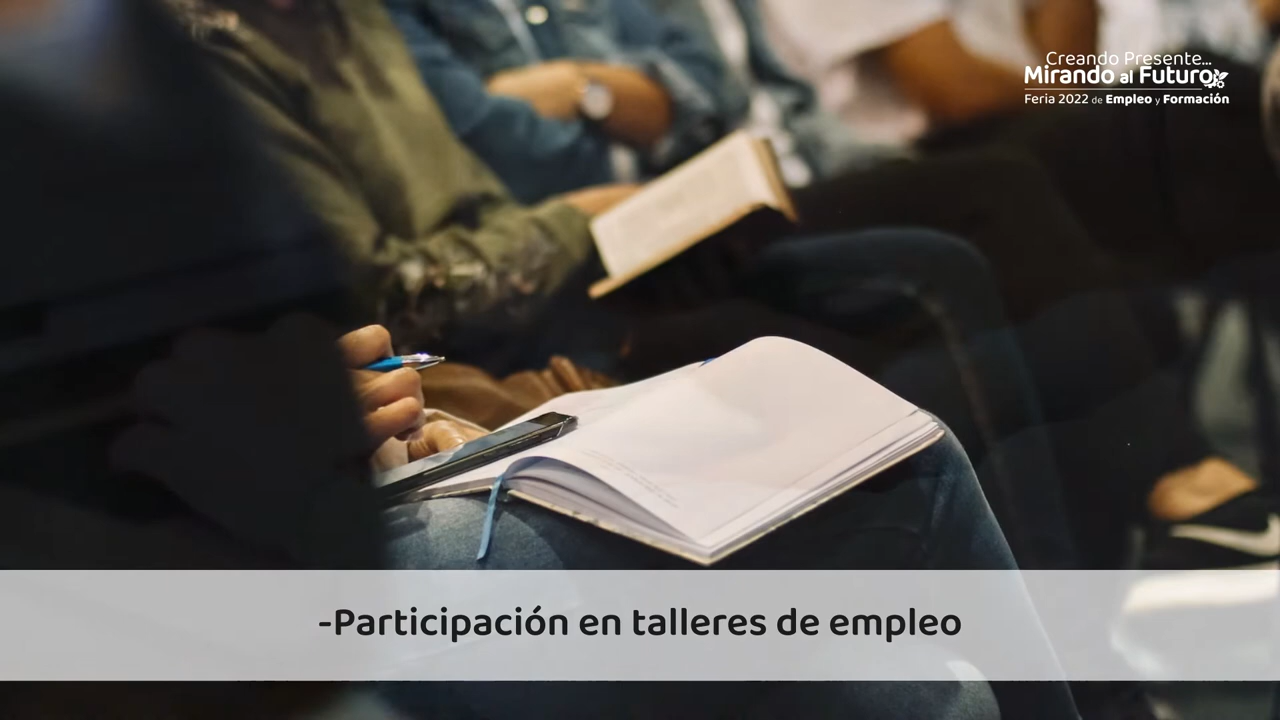 Creando Presente...
Mirando al Futuro
Feria 2022 de Empleo y Formación
-Participación en talleres de empleo